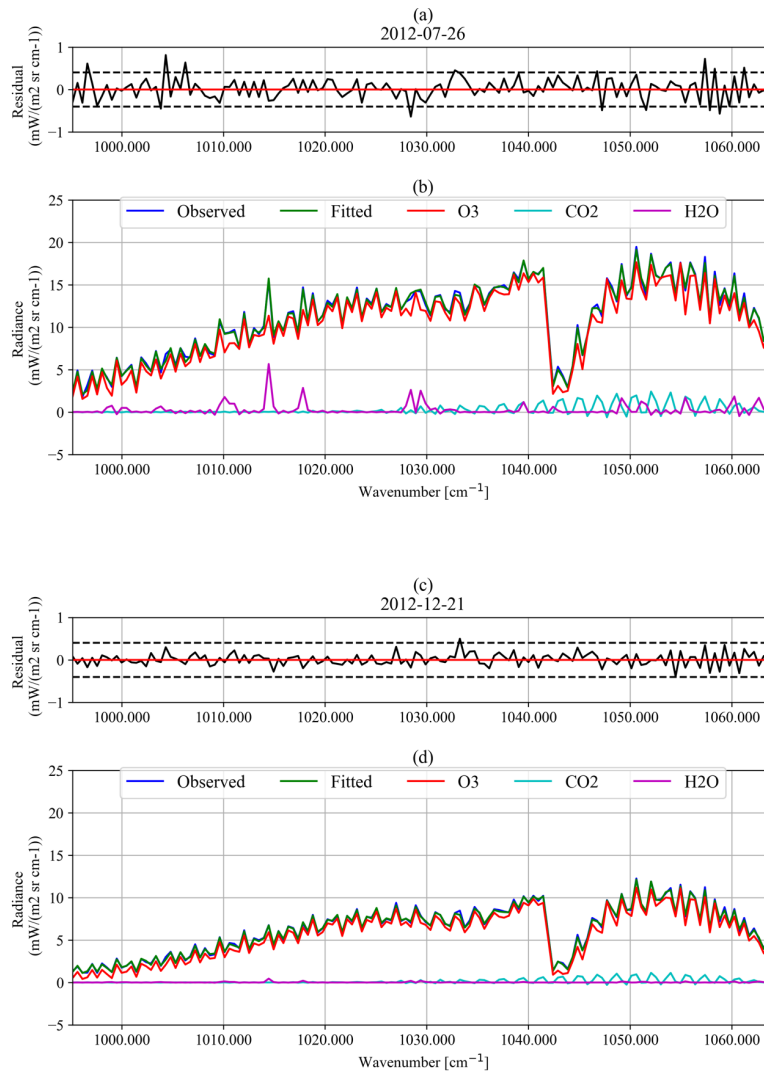 (a)
2012-07-26
Residual
(mW/((m2 sr cm-1))
1
0
−1
1000.000 1010.000 1020.000 1030.000 1040.000 1050.000 1060.000
(b)
Observed Fitted O3 CO2 H2O
Radiance
(mW/((m2 sr cm-1))
25
20
15
10
5
0
−5
1000.000 1010.000 1020.000 1030.000 1040.000 1050.000 1060.000
Wavenumber [cm⁻¹]
(c)
2012-12-21
Residual
(mW/((m2 sr cm-1))
1
0
−1
1000.000 1010.000 1020.000 1030.000 1040.000 1050.000 1060.000
(d)
Observed Fitted O3 CO2 H2O
Radiance
(mW/((m2 sr cm-1))
25
20
15
10
5
0
−5
1000.000 1010.000 1020.000 1030.000 1040.000 1050.000 1060.000
Wavenumber [cm⁻¹]